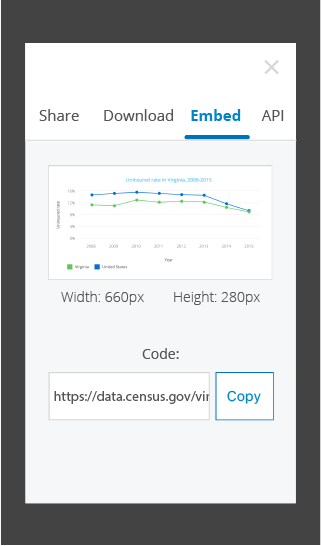 ×
Share Download Embed API
Uninsured rate in Virginia, 2008-2015
Uninsured rate
16%
12%
8%
4%
0%
2008 2009 2010 2011 2012 2013 2014 2015
Year
Virginia United States
Width: 660px Height: 280px
Code:
https://data.census.gov/vir Copy